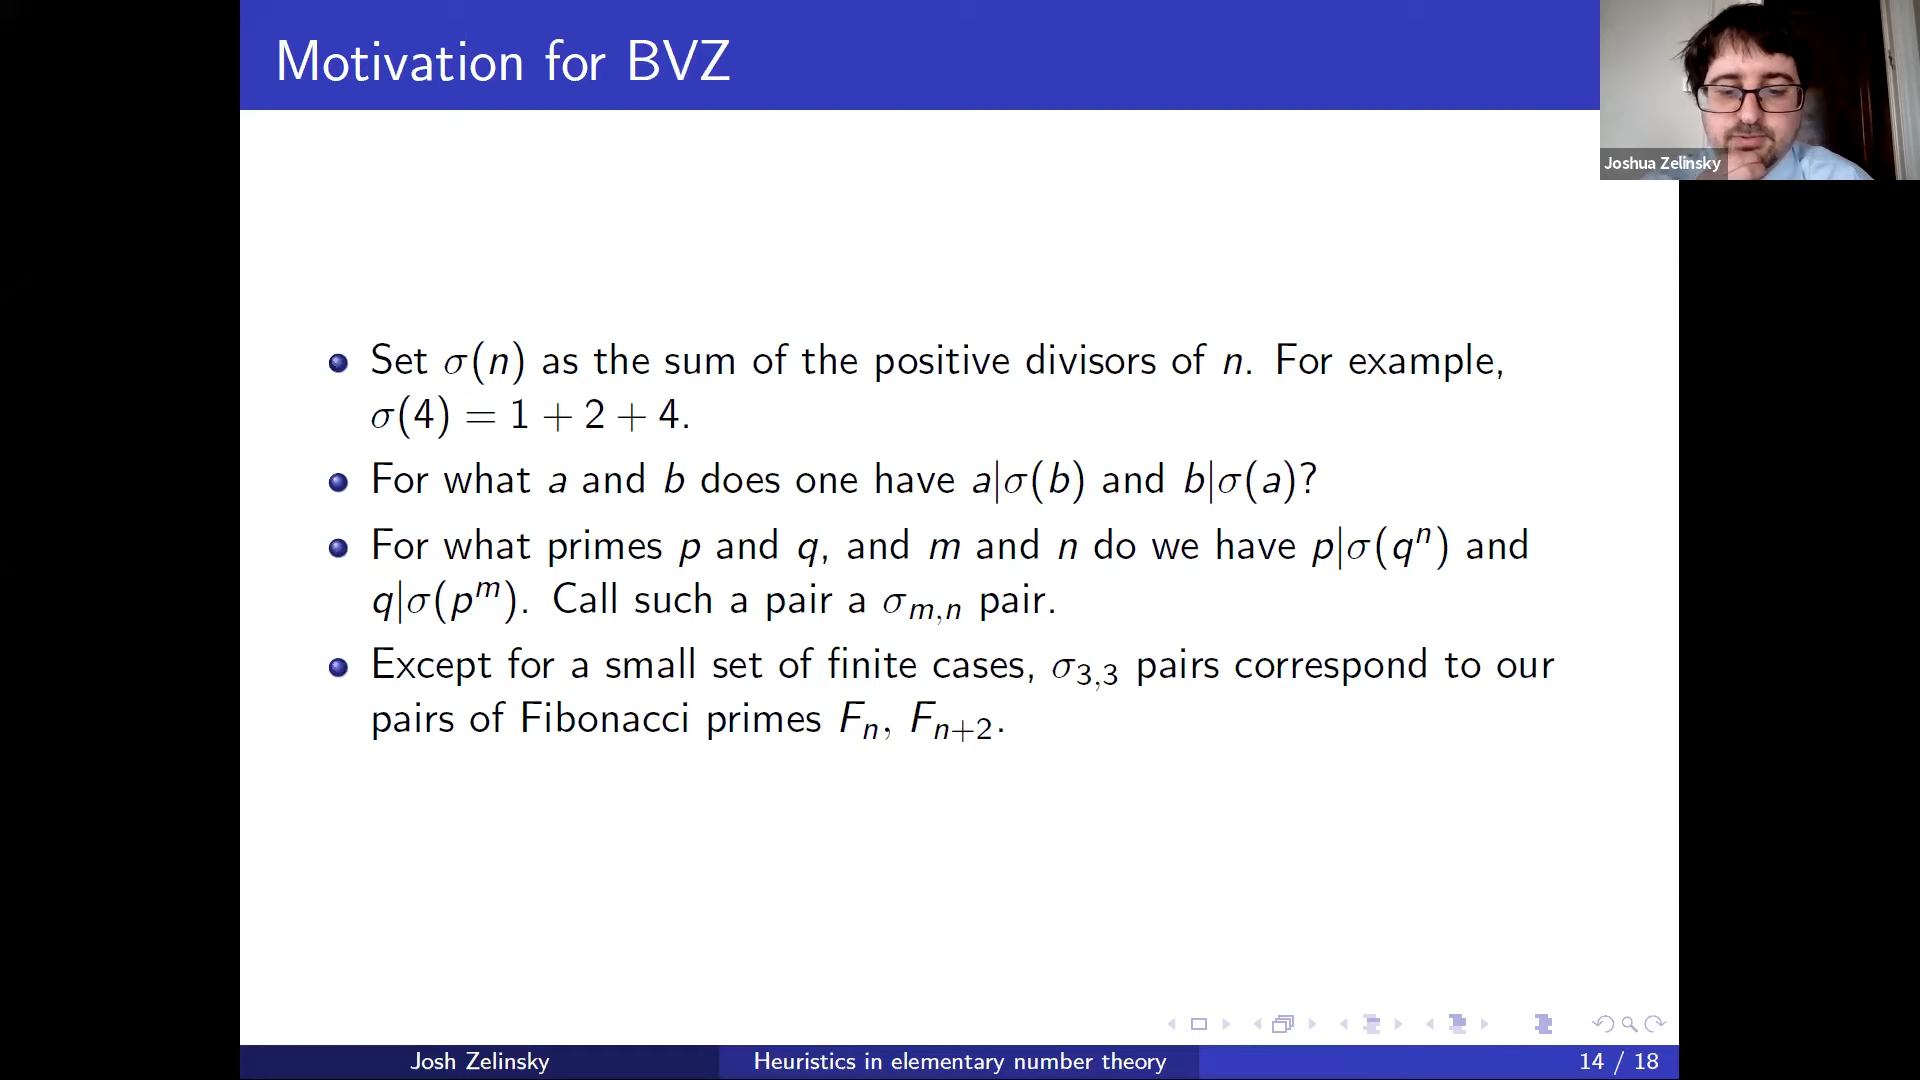 Motivation for BVZ
Joshua Zelinsky
Set σ(n) as the sum of the positive divisors of n. For example,
σ(4) = 1 + 2 + 4.
For what a and b does one have a|σ(b) and b|σ(a)?
For what primes p and q, and m and n do we have p|σ(qⁿ) and
q|σ(pᵐ). Call such a pair a σ_{m,n} pair.
Except for a small set of finite cases, σ_{3,3} pairs correspond to our
pairs of Fibonacci primes F_n, F_{n+2}.
Josh Zelinsky
Heuristics in elementary number theory
14 / 18